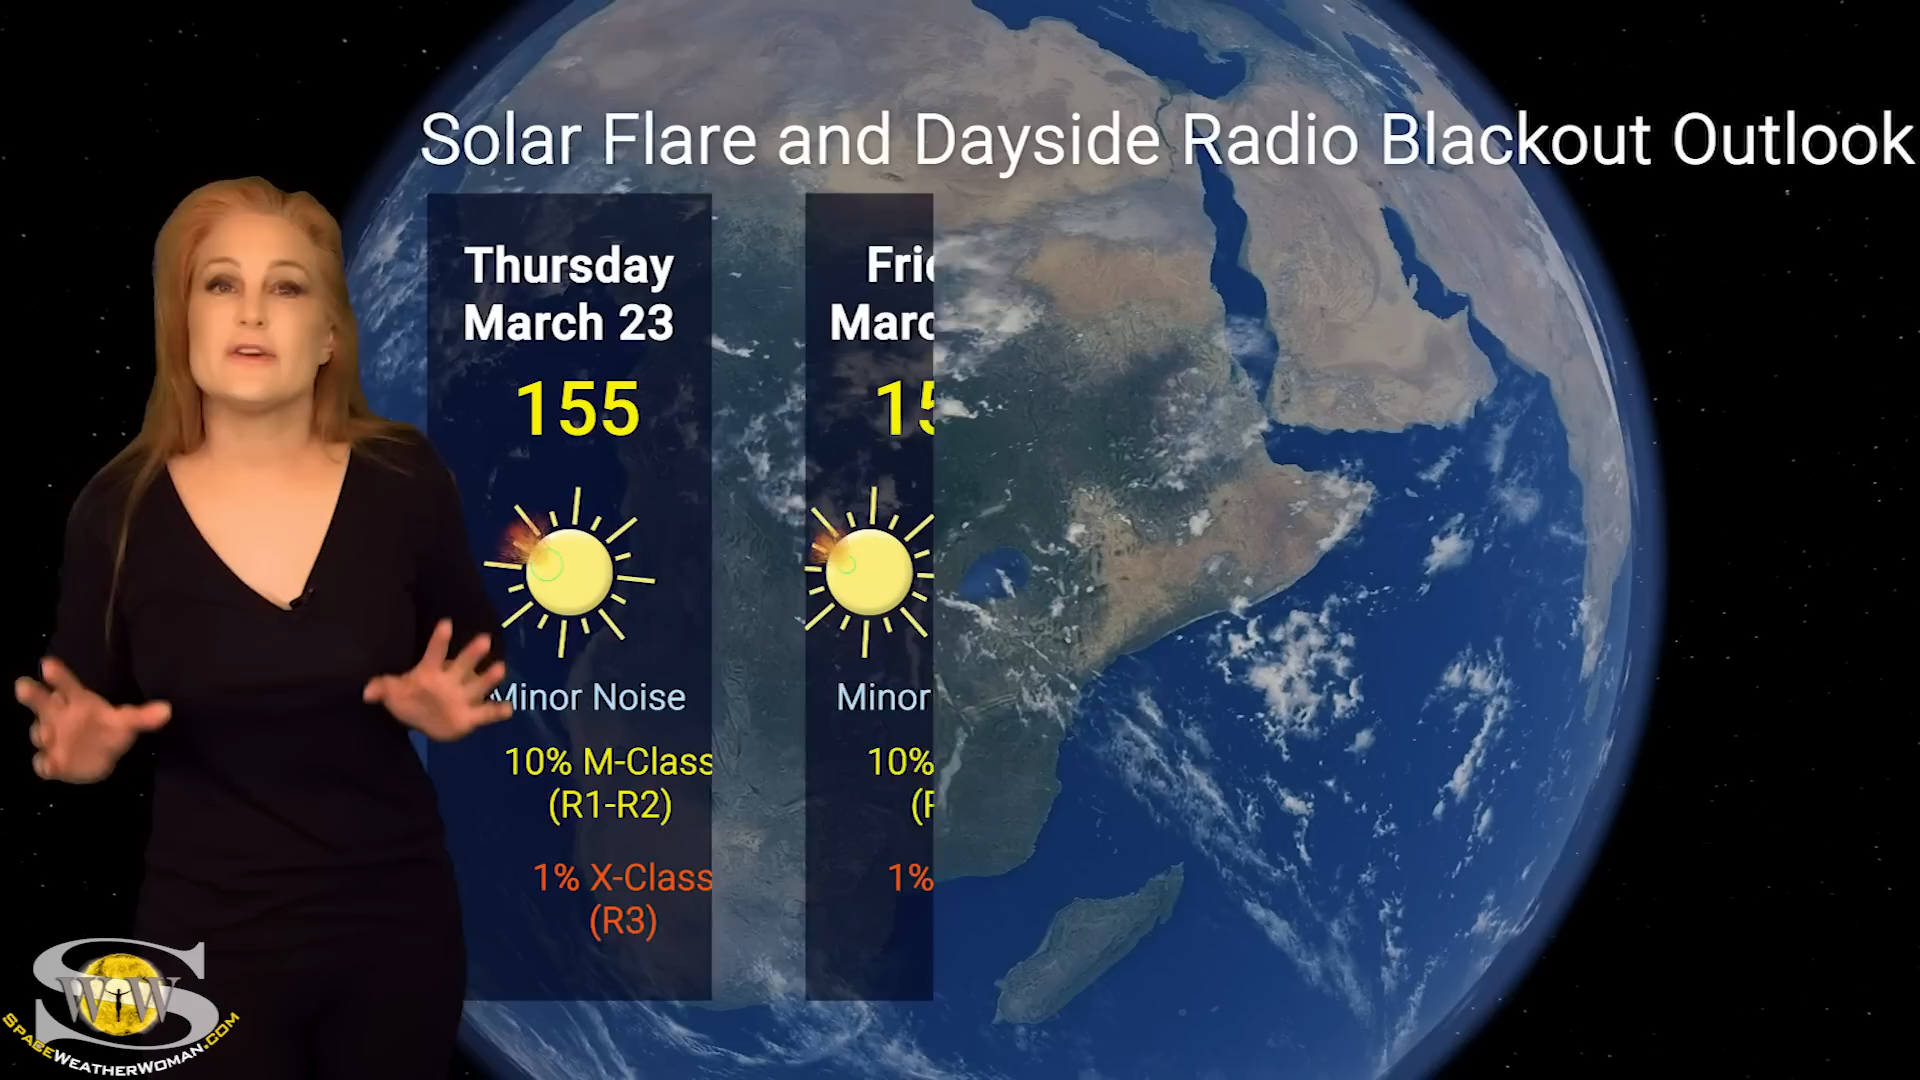 Solar Flare and Dayside Radio Blackout Outlook
Thursday
March 23
155
Minor Noise
10% M-Class
(R1-R2)
1% X-Class
(R3)
Minor
10%
1%
SWW
SPACEWEATHERWOMAN.COM